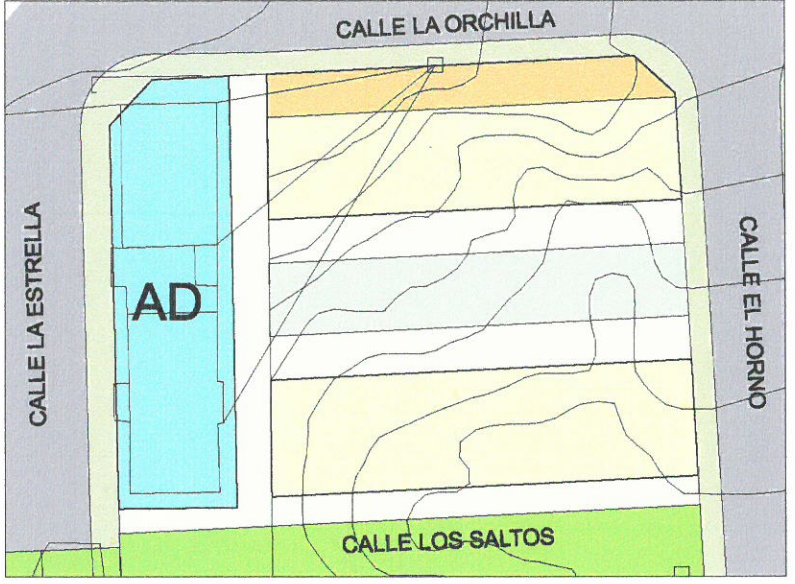 CALLE LA ORCHILLA
CALLE LA ESTRELLA
AD
CALLE EL HORNO
CALLE LOS SALTOS